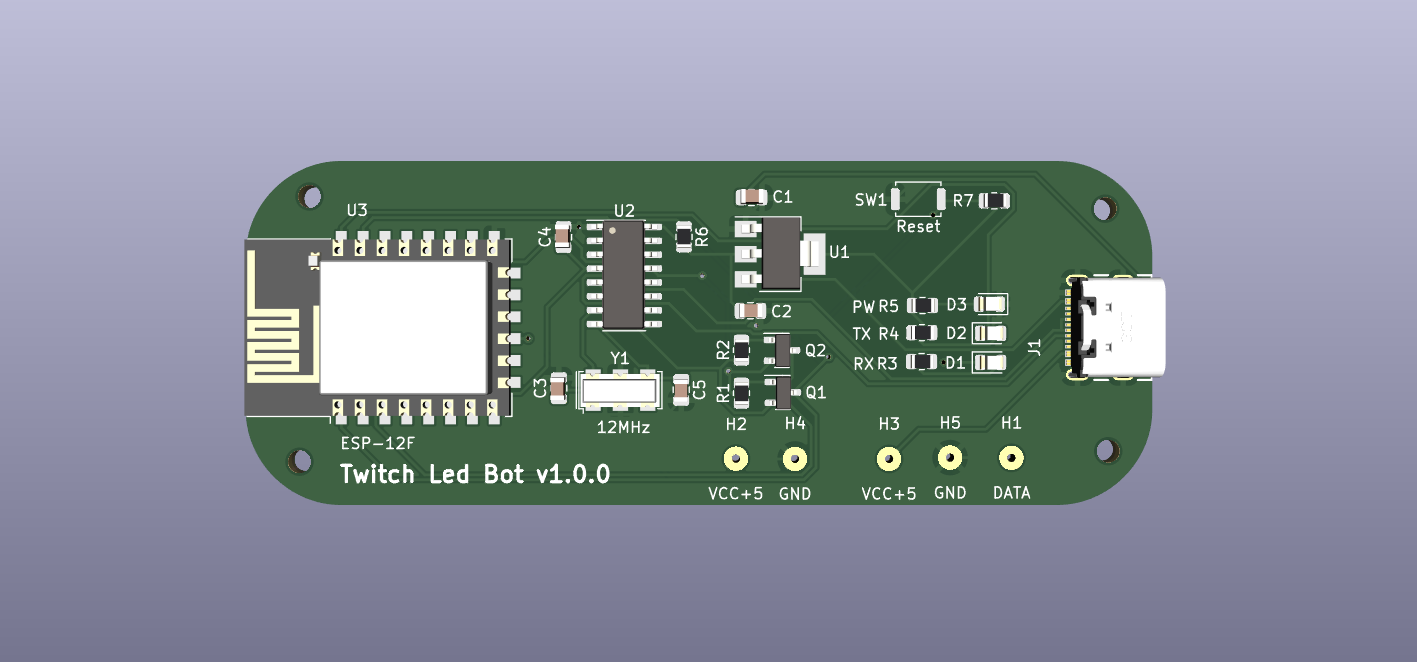 C1
SW1
R7
U3
U2
Reset
C4
R6
U1
PW R5 D3
C2
TX R4 D2
J1
R2
Q2
Y1
RX R3 D1
C3
C5
R1
Q1
12MHz
H2
H4
H3
H5
H1
ESP-12F
Twitch Led Bot v1.0.0
VCC+5
GND
VCC+5
GND
DATA